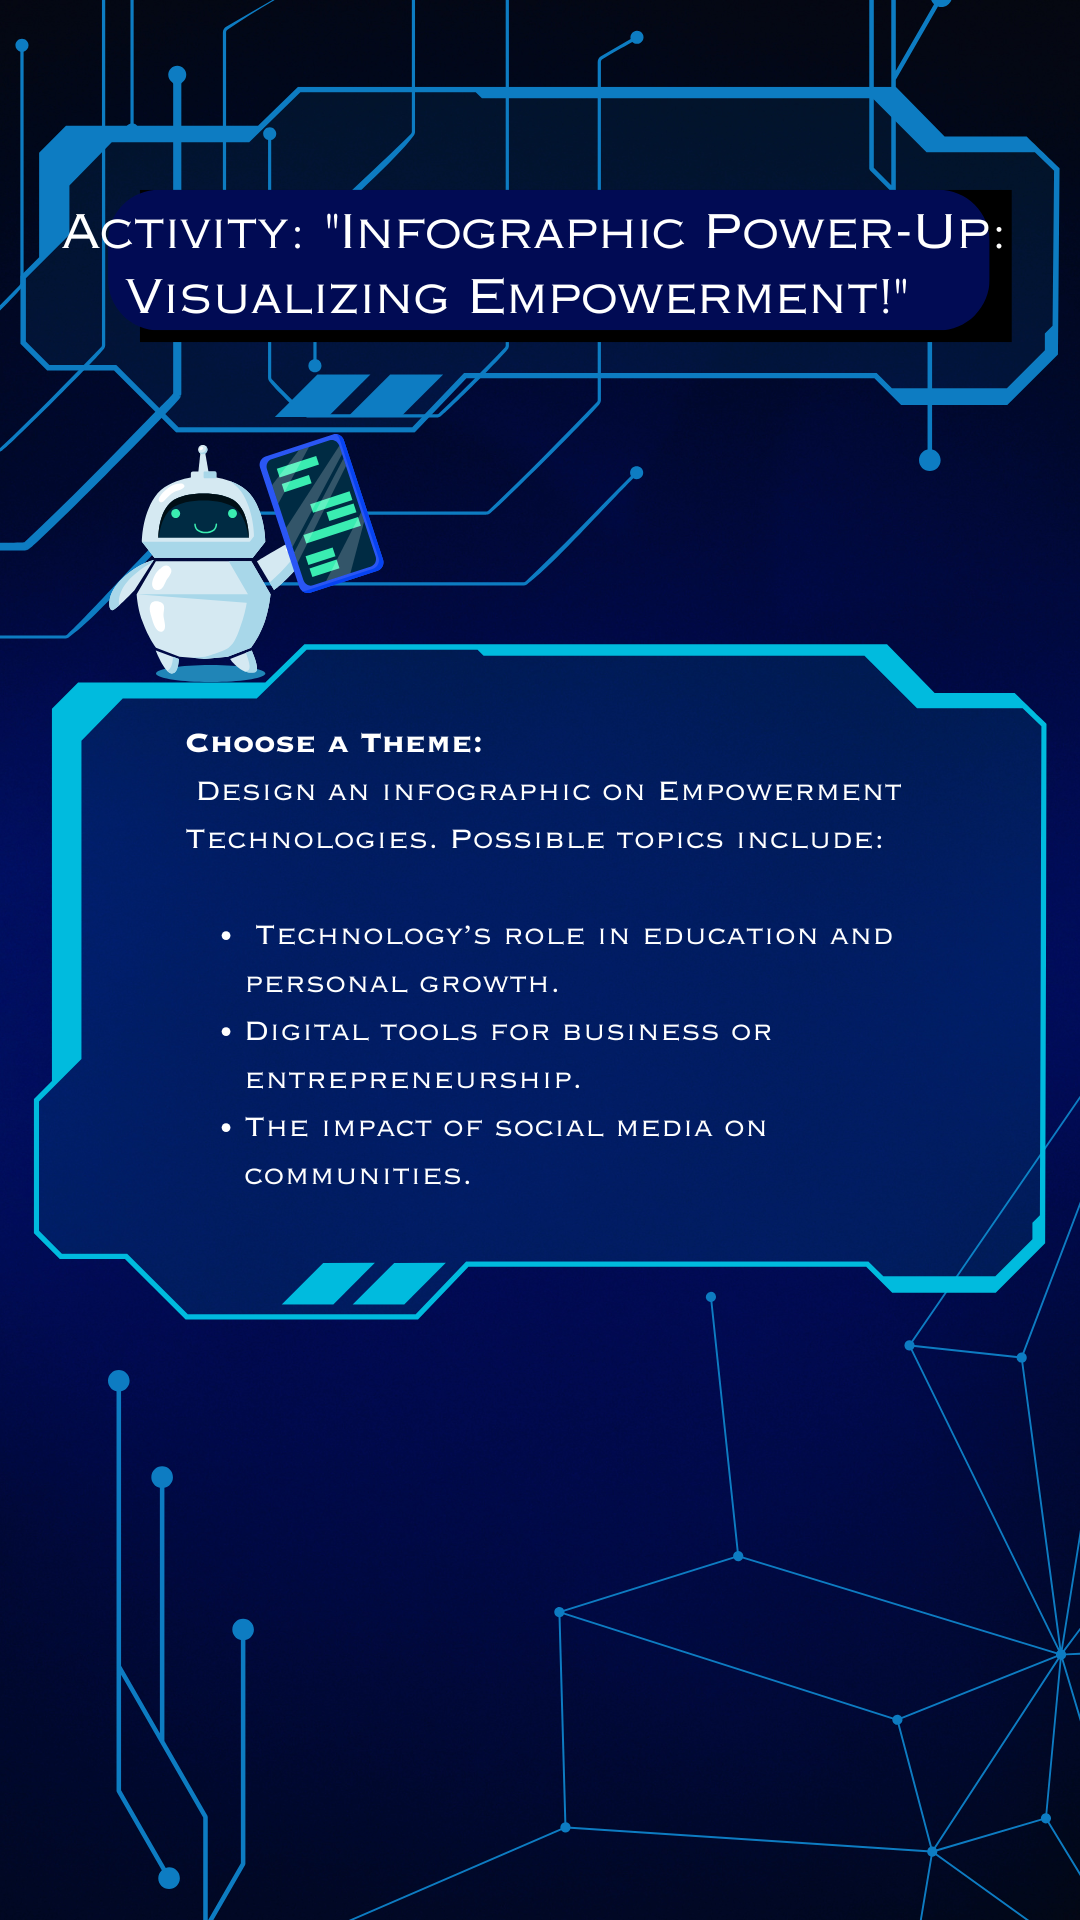 Activity: "Infographic Power-Up:
Visualizing Empowerment!"
Choose a Theme:
Design an infographic on Empowerment
Technologies. Possible topics include:
• Technology’s role in education and
personal growth.
• Digital tools for business or
entrepreneurship.
• The impact of social media on
communities.